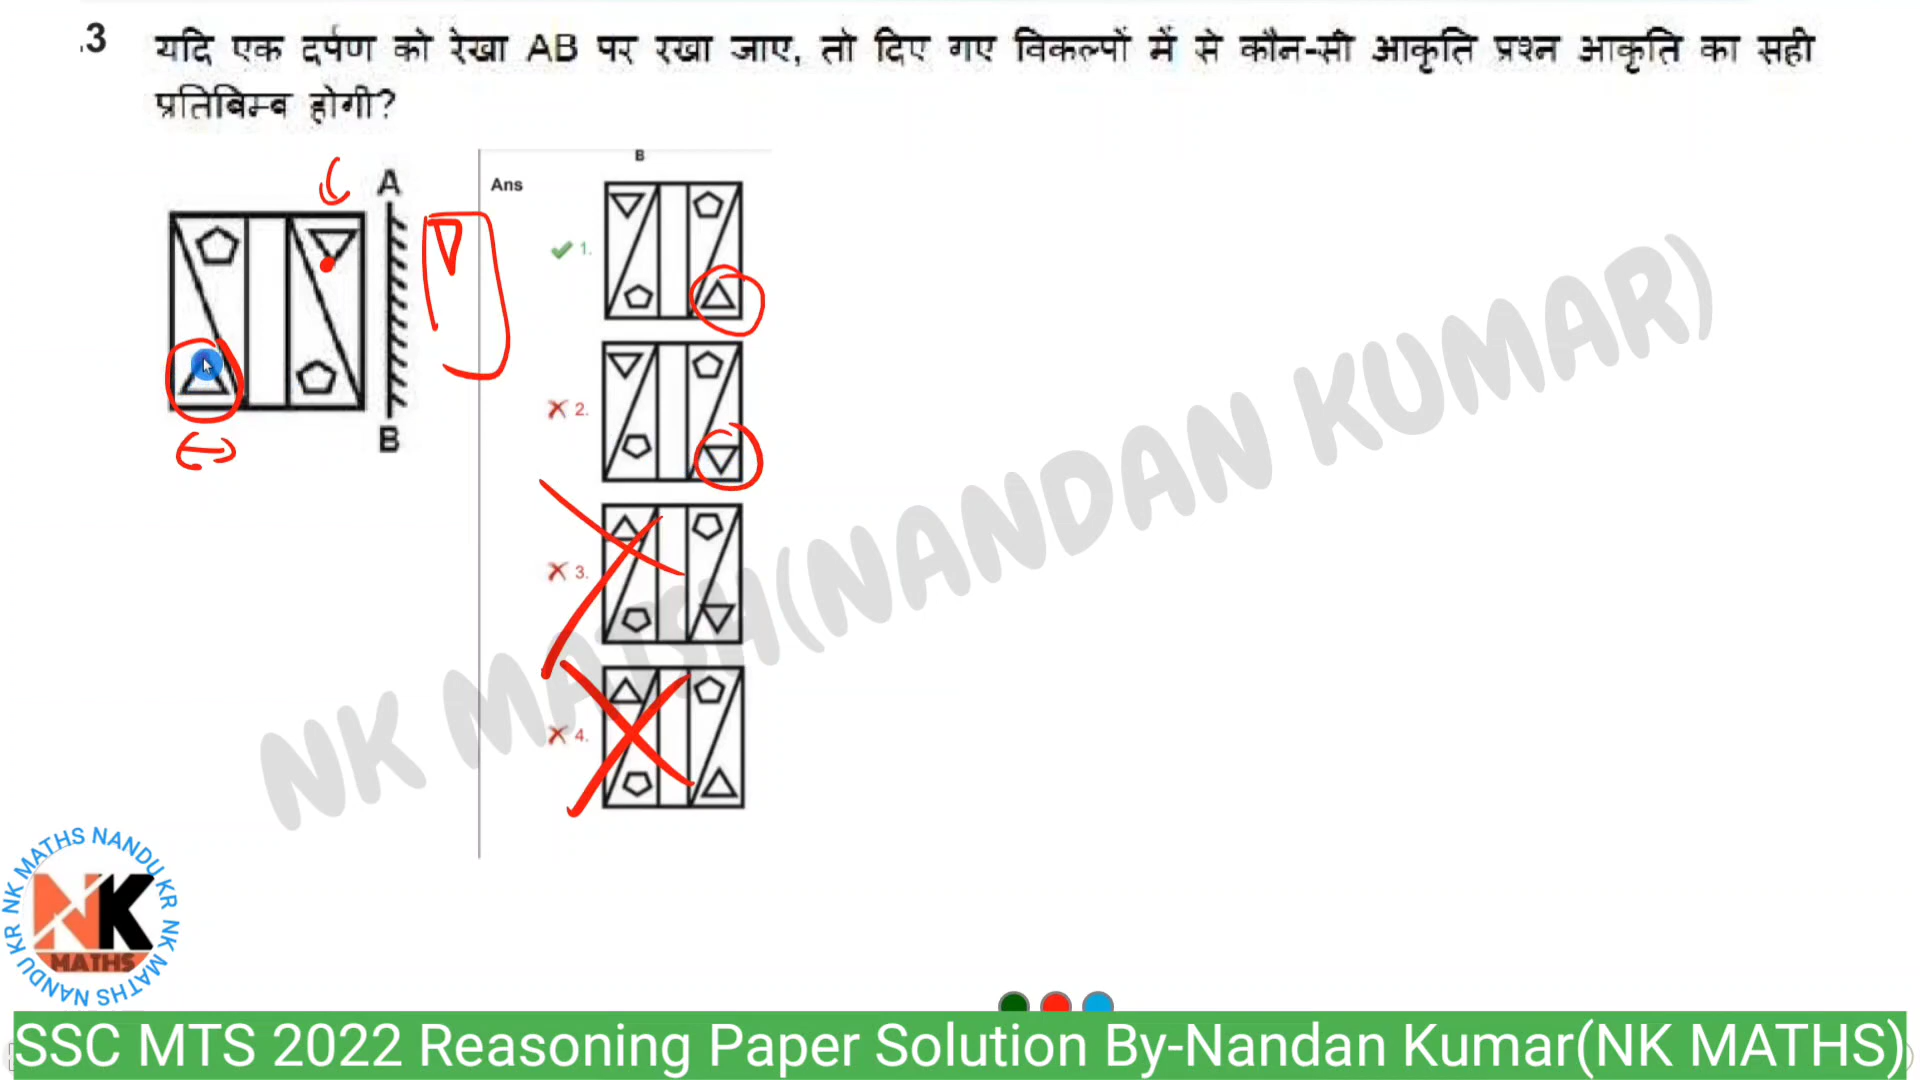 .3 यदि एक दर्पण को रेखा AB पर रखा जाए, तो दिए गए विकल्पों में से कौन-सी आकृति प्रश्न आकृति का सही
प्रतिबिम्ब होगी?
A
B
B
Ans
1.
2.
3.
4.
NK MATSH(NANDAN KUMAR)
NK MATHS NANDU KR NK MATHS NANDU KR
NK
MATHS
SSC MTS 2022 Reasoning Paper Solution By-Nandan Kumar(NK MATHS)